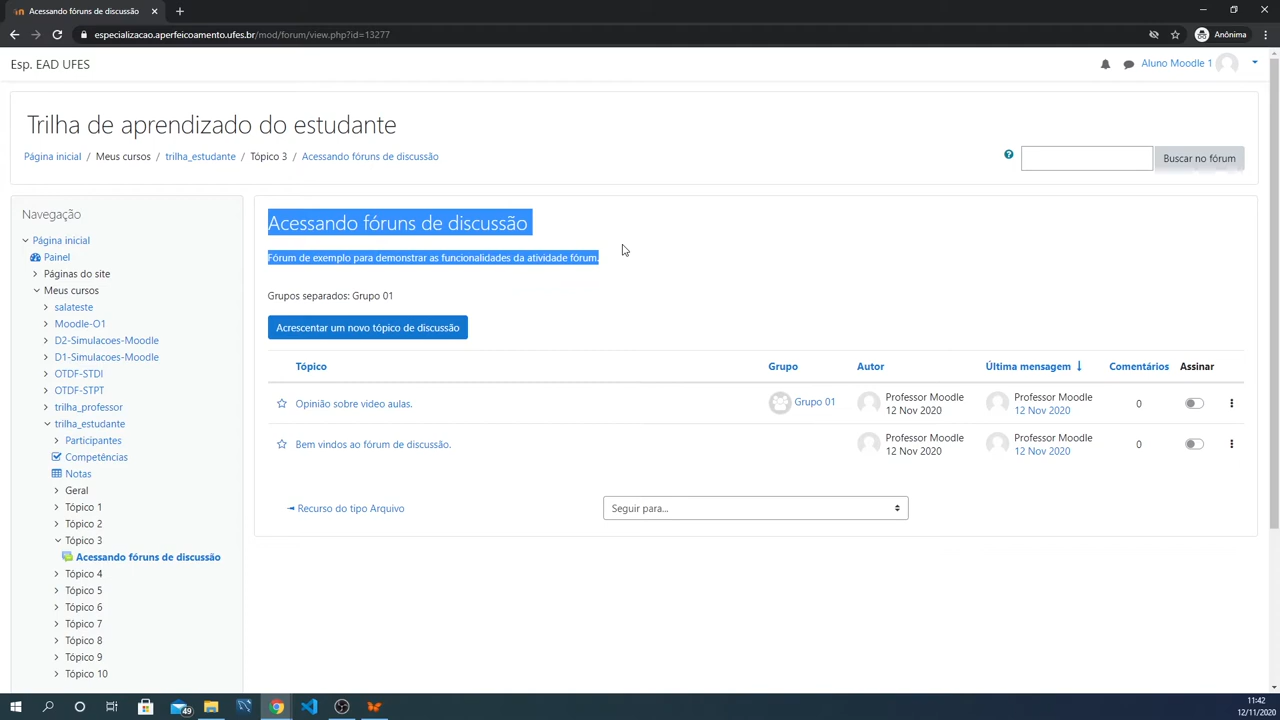 Acessando fóruns de discussão
especializacao.aperfeicoamento.ufes.br/mod/forum/view.php?id=13277
Anônima
Esp. EAD UFES
Aluno Moodle 1
Trilha de aprendizado do estudante
Página inicial / Meus cursos / trilha_estudante / Tópico 3 / Acessando fóruns de discussão
Buscar no fórum
Navegação
Página inicial
Painel
Páginas do site
Meus cursos
salateste
Moodle-O1
D2-Simulacoes-Moodle
D1-Simulacoes-Moodle
OTDF-STDI
OTDF-STPT
trilha_professor
trilha_estudante
Participantes
Competências
Notas
Geral
Tópico 1
Tópico 2
Tópico 3
Acessando fóruns de discussão
Tópico 4
Tópico 5
Tópico 6
Tópico 7
Tópico 8
Tópico 9
Tópico 10
Acessando fóruns de discussão
Fórum de exemplo para demonstrar as funcionalidades da atividade fórum.
Grupos separados: Grupo 01
Acrescentar um novo tópico de discussão
Tópico Grupo Autor Última mensagem ↓ Comentários Assinar
Opinião sobre video aulas. Grupo 01 Professor Moodle Professor Moodle 0
12 Nov 2020 12 Nov 2020
Bem vindos ao fórum de discussão. Professor Moodle Professor Moodle 0
12 Nov 2020 12 Nov 2020
◄ Recurso do tipo Arquivo
Seguir para...
49
11:42
12/11/2020